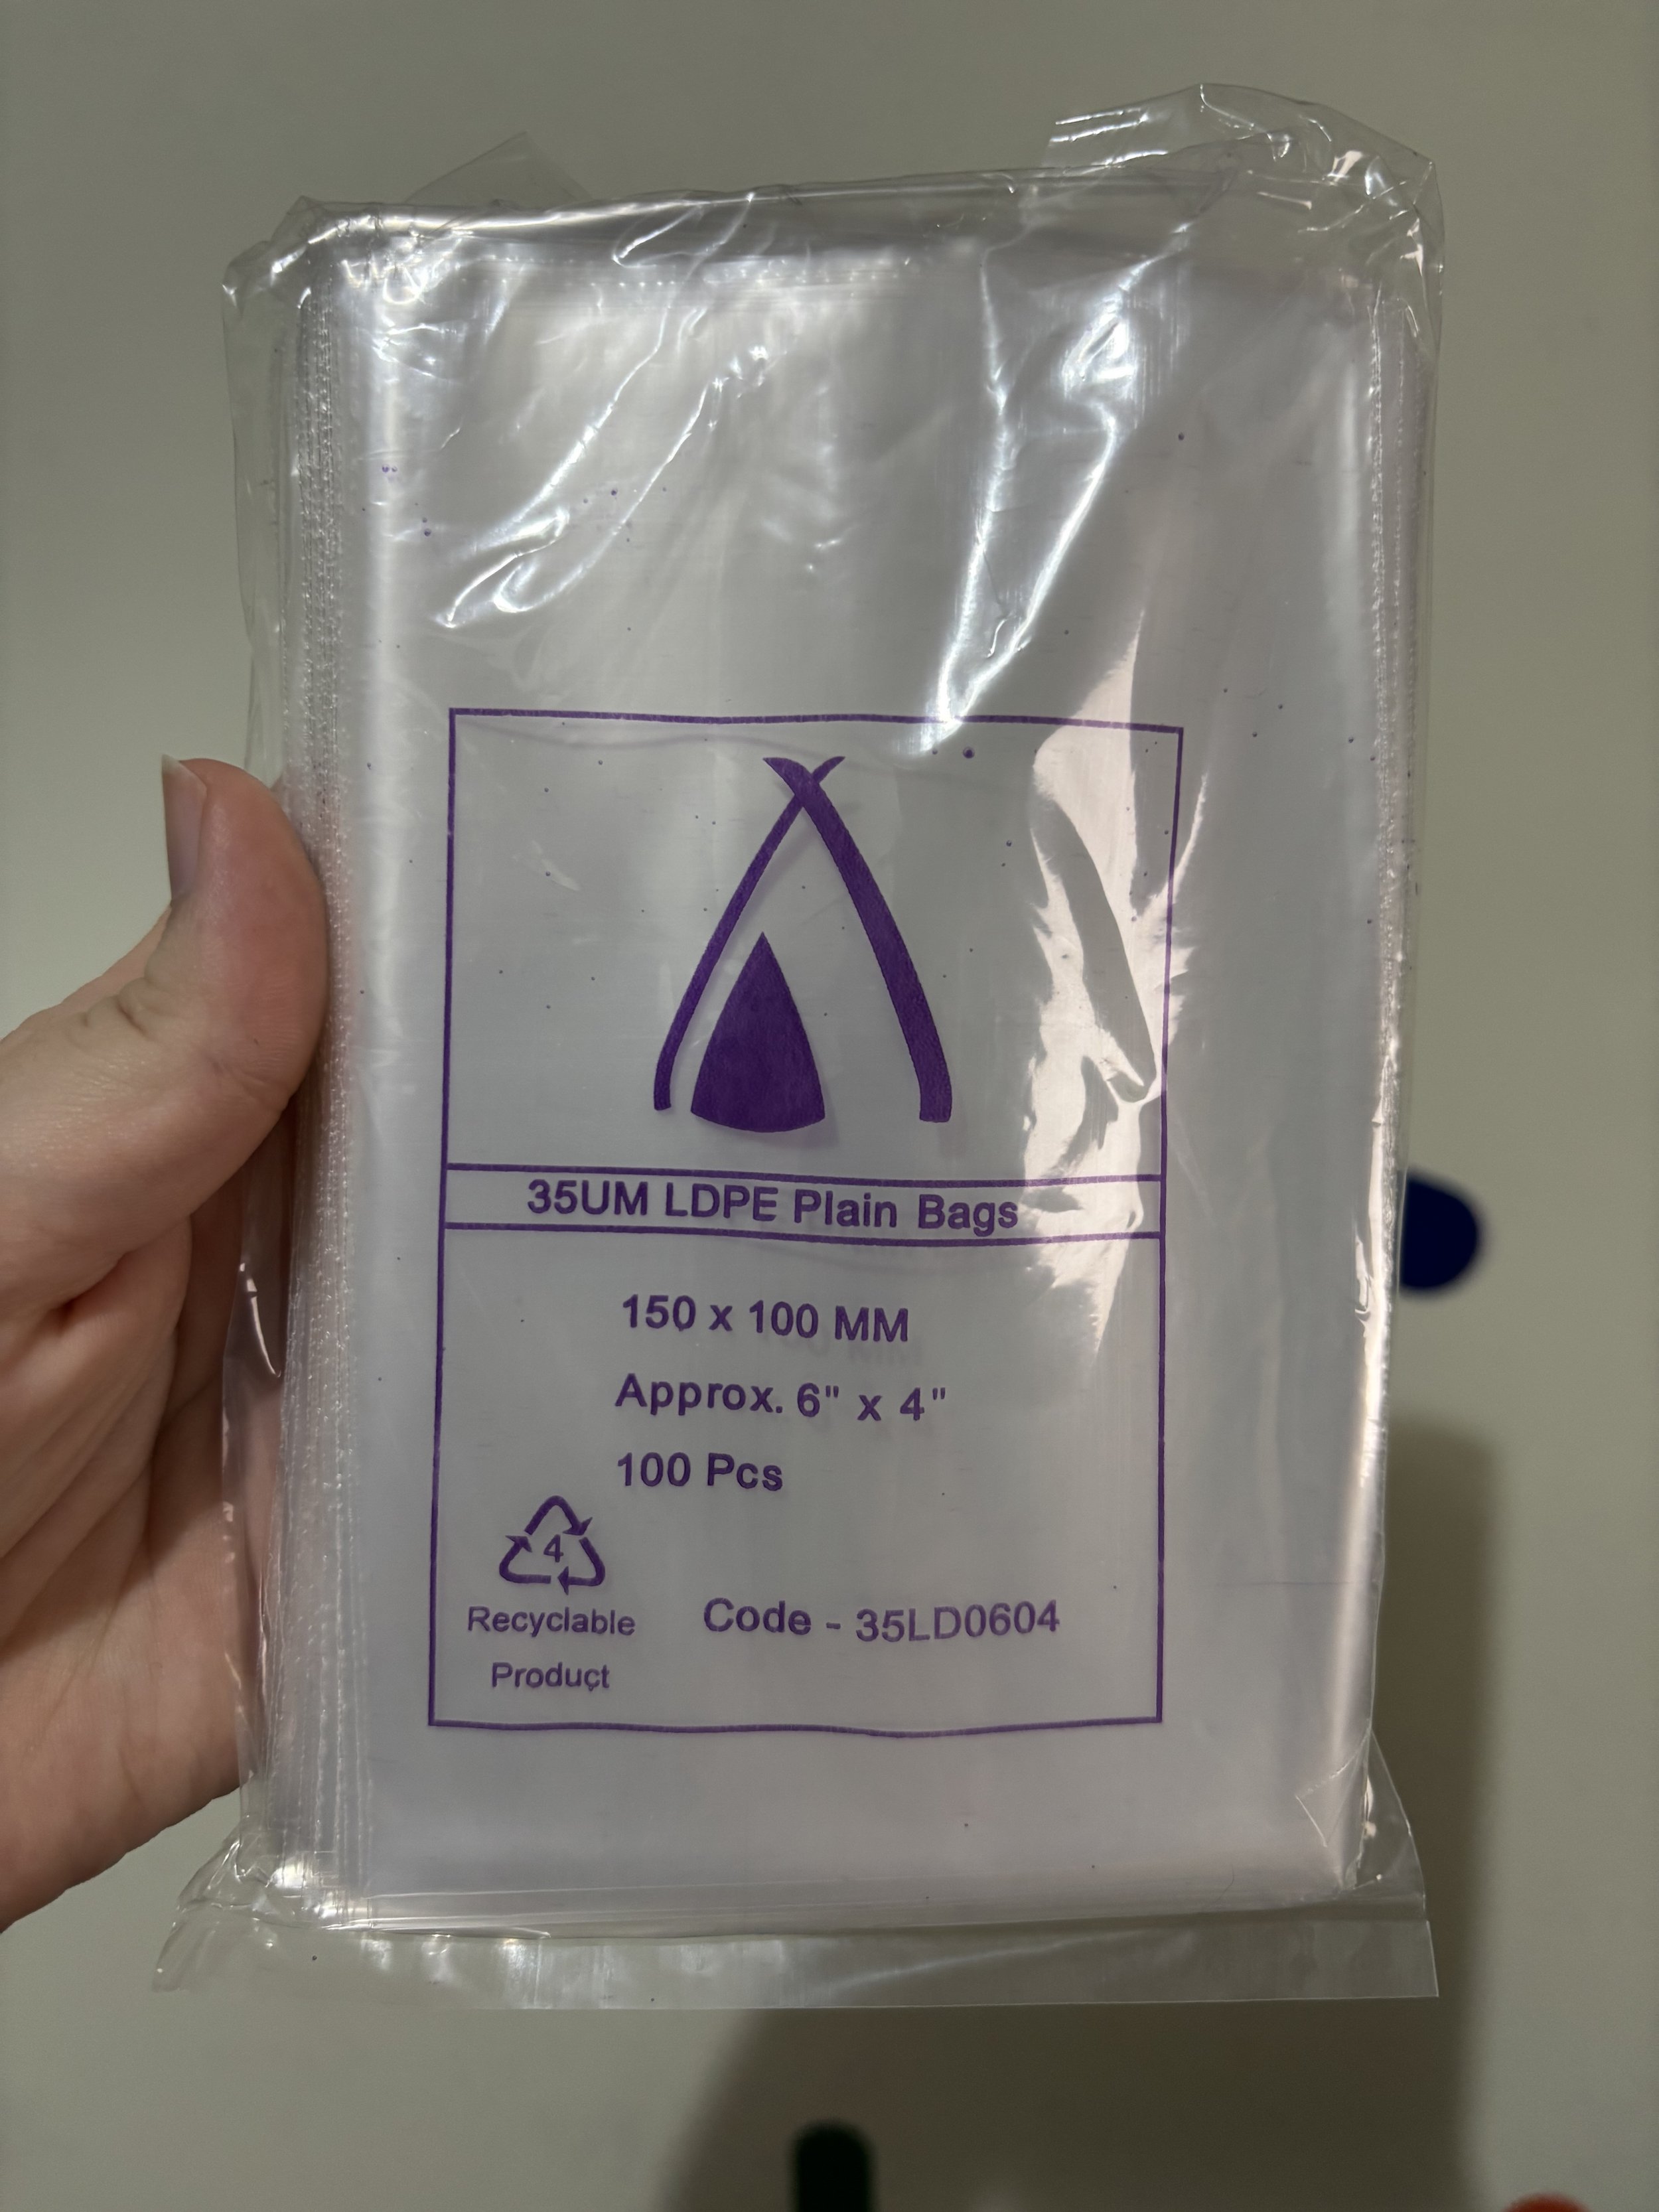 35UM LDPE Plain Bags
150 x 100 MM
Approx. 6" x 4"
100 Pcs
4
Recyclable
Product
Code - 35LD0604